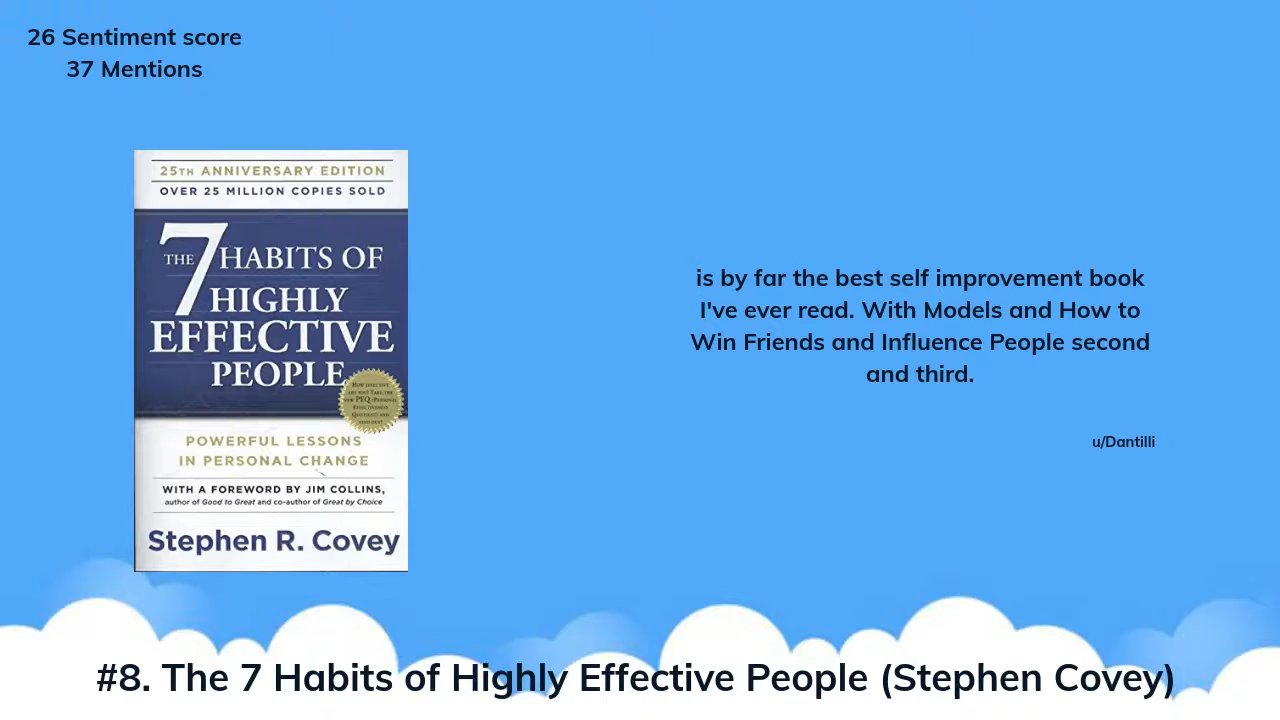 26 Sentiment score
37 Mentions
25TH ANNIVERSARY EDITION
OVER 25 MILLION COPIES SOLD
THE 7 HABITS OF
HIGHLY
EFFECTIVE
PEOPLE
POWERFUL LESSONS
IN PERSONAL CHANGE
WITH A FOREWORD BY JIM COLLINS,
author of Good to Great and co-author of Great by Choice
Stephen R. Covey
is by far the best self improvement book
I've ever read. With Models and How to
Win Friends and Influence People second
and third.
u/Dantilli
#8. The 7 Habits of Highly Effective People (Stephen Covey)